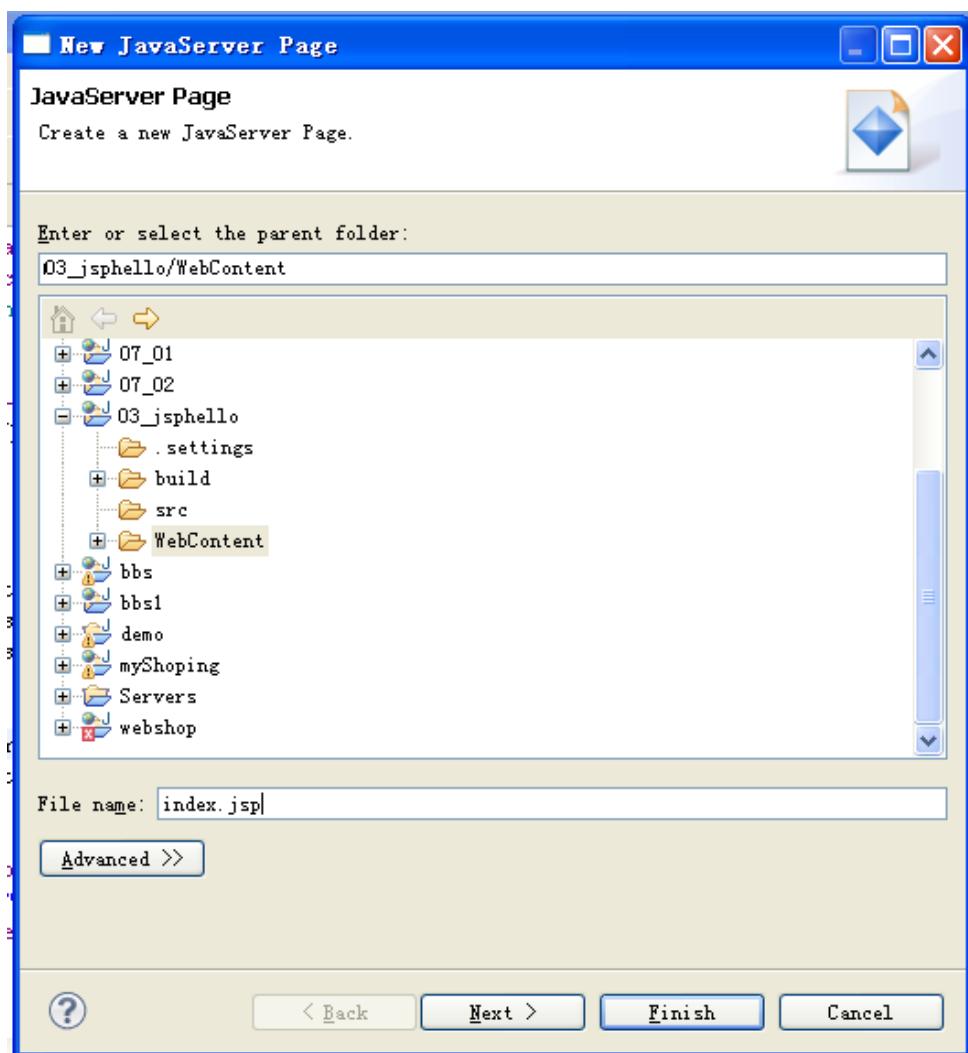 New JavaServer Page
JavaServer Page
Create a new JavaServer Page.
Enter or select the parent folder:
03_jsphello/WebContent
07_01
07_02
03_jsphello
.settings
build
src
WebContent
bbs
bbs1
demo
myShoping
Servers
webshop
File name: index.jsp
Advanced >>
< Back Next > Finish Cancel